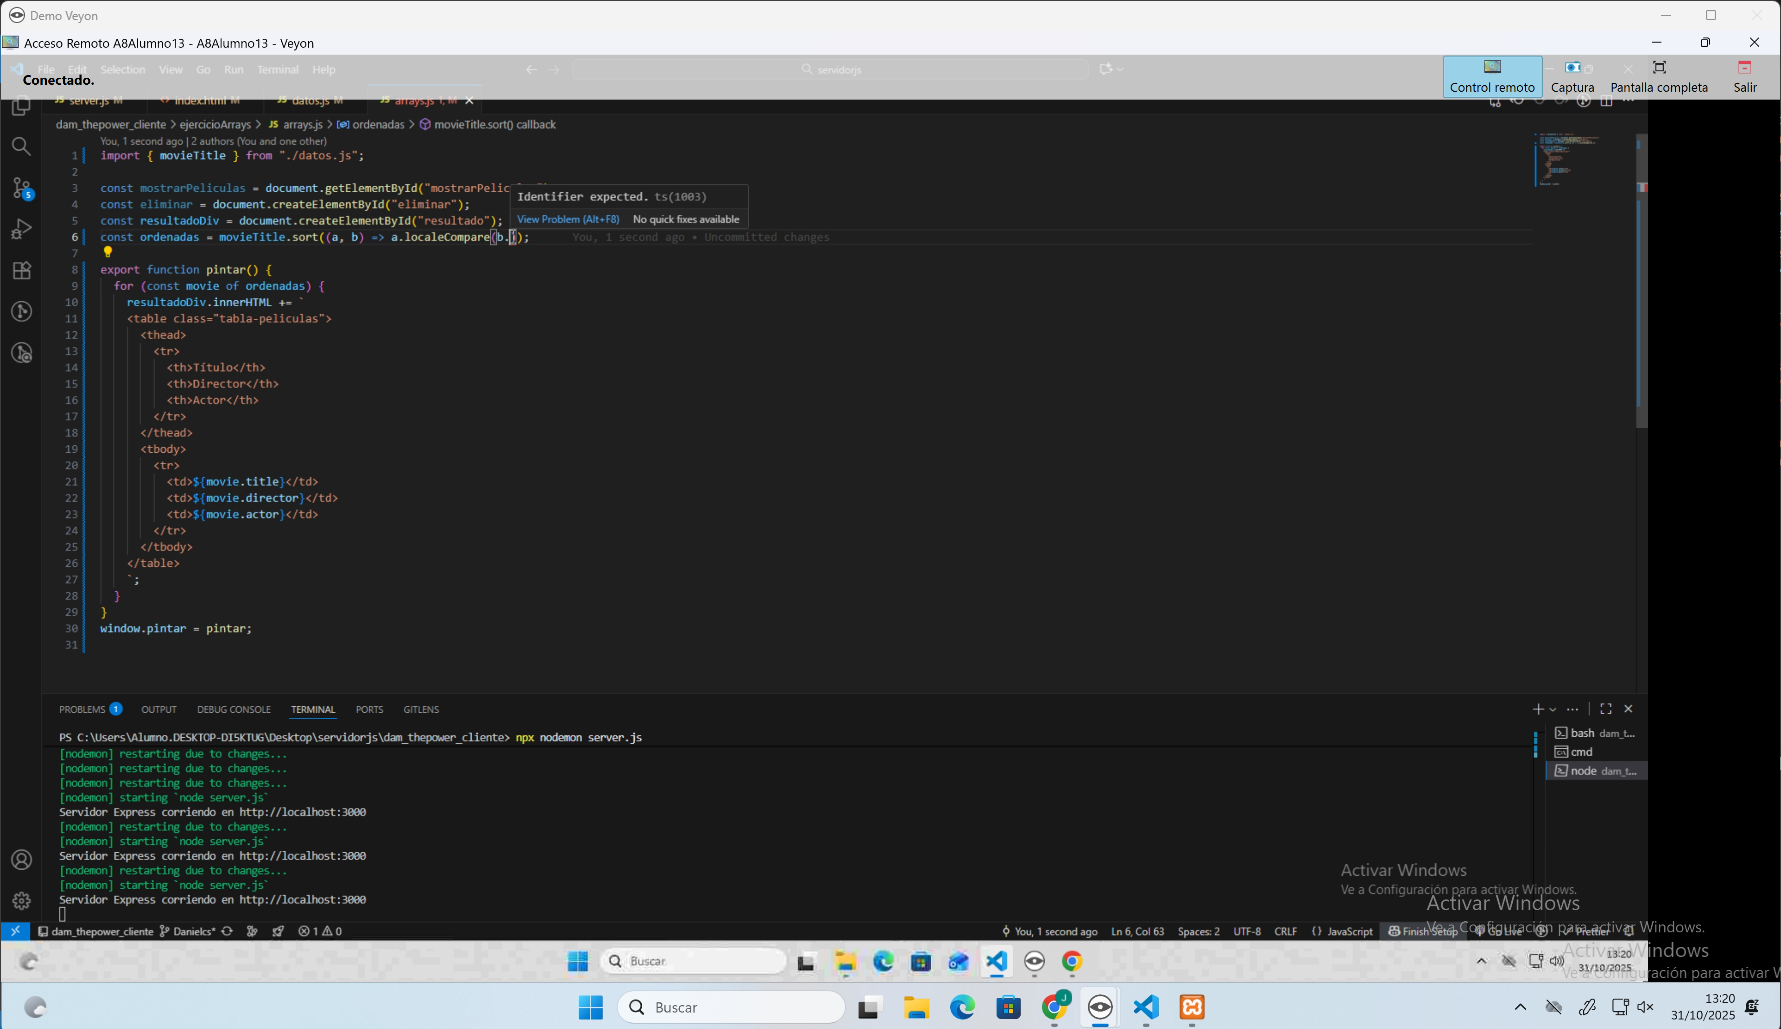 Demo Veyon
Acceso Remoto A8Alumno13 - A8Alumno13 - Veyon
File Edit Selection View Go Run Terminal Help
servidorjs
Conectado.
Control remoto
Captura
Pantalla completa
Salir
JS server.js M
<> index.html M
JS datos.js M
JS arrays.js 1, M
dam_thepower_cliente > ejercicioArrays > JS arrays.js > ordenadas > movieTitle.sort() callback
You, 1 second ago | 2 authors (You and one other)
1 import { movieTitle } from "./datos.js";
2
3 const mostrarPeliculas = document.getElementById("mostrarPelic
4 const eliminar = document.createElementById("eliminar");
5 const resultadoDiv = document.createElementById("resultado");
6 const ordenadas = movieTitle.sort((a, b) => a.localeCompare(b.)); You, 1 second ago • Uncommitted changes
Identifier expected. ts(1003)
View Problem (Alt+F8) No quick fixes available
7
8 export function pintar() {
9 for (const movie of ordenadas) {
10 resultadoDiv.innerHTML += `
11 <table class="tabla-peliculas">
12 <thead>
13 <tr>
14 <th>Título</th>
15 <th>Director</th>
16 <th>Actor</th>
17 </tr>
18 </thead>
19 <tbody>
20 <tr>
21 <td>${movie.title}</td>
22 <td>${movie.director}</td>
23 <td>${movie.actor}</td>
24 </tr>
25 </tbody>
26 </table>
27 `;
28 }
29 }
30 window.pintar = pintar;
31
PROBLEMS 1 OUTPUT DEBUG CONSOLE TERMINAL PORTS GITLENS
PS C:\Users\Alumno.DESKTOP-DI5KTUG\Desktop\servidorjs\dam_thepower_cliente> npx nodemon server.js
[nodemon] restarting due to changes...
[nodemon] restarting due to changes...
[nodemon] restarting due to changes...
[nodemon] starting `node server.js`
Servidor Express corriendo en http://localhost:3000
[nodemon] restarting due to changes...
[nodemon] starting `node server.js`
Servidor Express corriendo en http://localhost:3000
[nodemon] restarting due to changes...
[nodemon] starting `node server.js`
Servidor Express corriendo en http://localhost:3000
bash dam_t...
cmd
node dam_t...
Activar Windows
Ve a Configuración para activar Windows.
Activar Windows
Ve a Configuración para activar Windows.
Activar Windows
Ve a Configuración para activar W
5
dam_thepower_cliente Danielcs* 1 0
You, 1 second ago Ln 6, Col 63 Spaces: 2 UTF-8 CRLF {} JavaScript Finish Setup Go Live Prettier
Buscar
13:20
31/10/2025
Buscar
13:20
31/10/2025